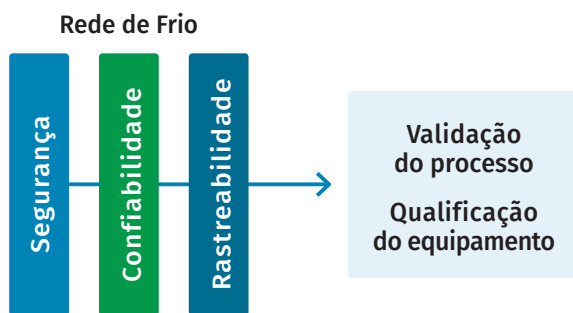 Rede de Frio
Segurança
Confiabilidade
Rastreabilidade
Validação
do processo
Qualificação
do equipamento